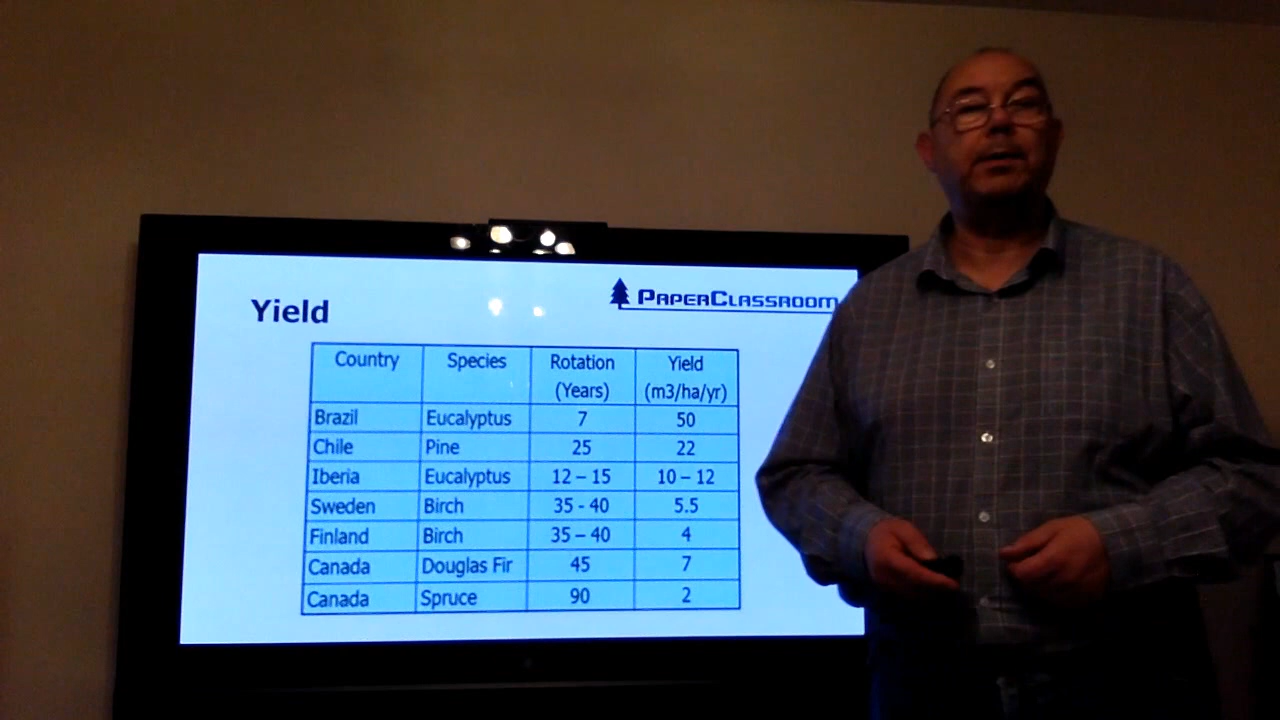 Yield
PAPERCLASSROOM
Country Species Rotation (Years) Yield (m3/ha/yr)
Brazil Eucalyptus 7 50
Chile Pine 25 22
Iberia Eucalyptus 12 – 15 10 – 12
Sweden Birch 35 - 40 5.5
Finland Birch 35 – 40 4
Canada Douglas Fir 45 7
Canada Spruce 90 2